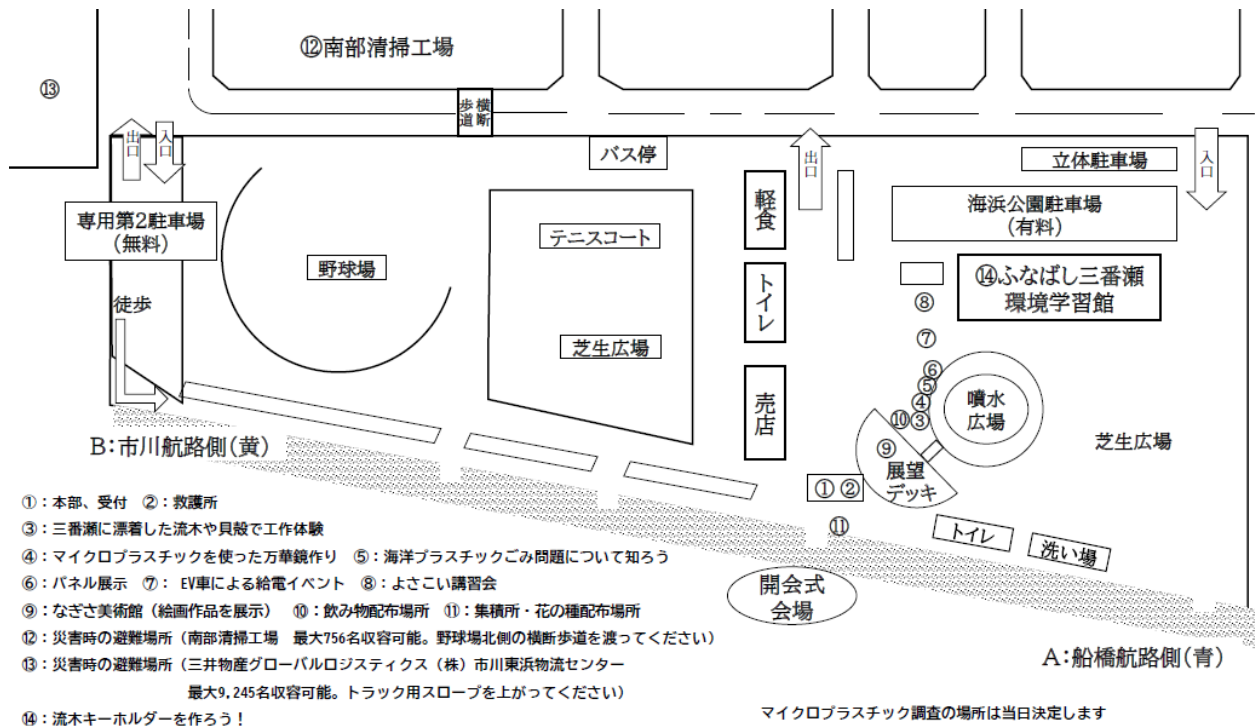 ⑫南部清掃工場
⑬
横断
歩道
出口
入口
バス停
出口
立体駐車場
入口
軽食
海浜公園駐車場
(有料)
専用第2駐車場
(無料)
テニスコート
野球場
トイレ
⑭ふなばし三番瀬
環境学習館
⑧
徒歩
⑦
芝生広場
⑥
⑤
④
③
⑩
噴水
広場
売店
⑨
展望
デッキ
芝生広場
B:市川航路側(黄)
① ②
⑪
トイレ
洗い場
開会式
会場
A:船橋航路側(青)
①:本部、受付 ②:救護所
③:三番瀬に漂着した流木や貝殻で工作体験
④:マイクロプラスチックを使った万華鏡作り ⑤:海洋プラスチックごみ問題について知ろう
⑥:パネル展示 ⑦: EV車による給電イベント ⑧:よさこい講習会
⑨:なぎさ美術館(絵画作品を展示) ⑩:飲み物配布場所 ⑪:集積所・花の種配布場所
⑫:災害時の避難場所(南部清掃工場 最大756名収容可能。野球場北側の横断歩道を渡ってください)
⑬:災害時の避難場所(三井物産グローバルロジスティクス(株)市川東浜物流センター
最大9,245名収容可能。トラック用スロープを上がってください)
⑭:流木キーホルダーを作ろう!
マイクロプラスチック調査の場所は当日決定します